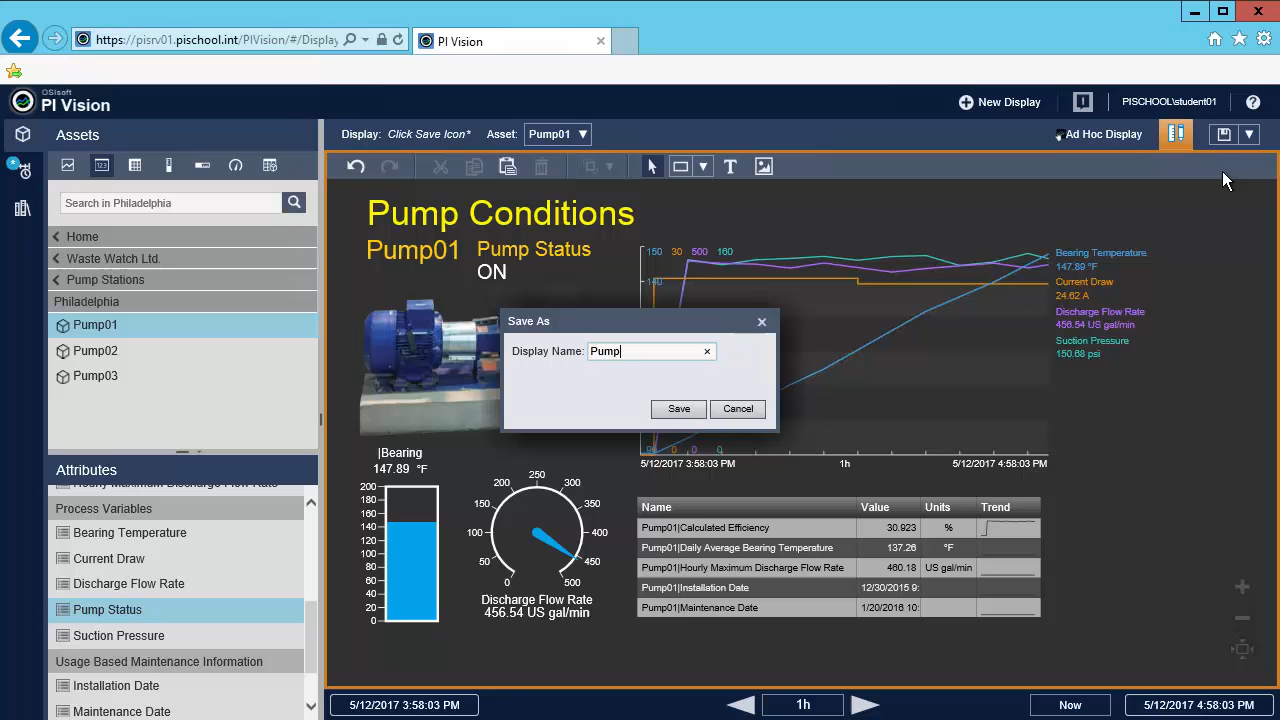 https://pisrv01.pischool.int/PIVision/#/Displa
PI Vision
OSIsoft
PI Vision
New Display
PISCHOOL\student01
Assets
Display: Click Save Icon* Asset: Pump01
Ad Hoc Display
Search in Philadelphia
Home
Waste Watch Ltd.
Pump Stations
Philadelphia
Pump01
Pump02
Pump03
Attributes
Hourly Maximum Discharge Flow Rate
Process Variables
Bearing Temperature
Current Draw
Discharge Flow Rate
Pump Status
Suction Pressure
Usage Based Maintenance Information
Installation Date
Maintenance Date
Pump Conditions
Pump01
Pump Status
ON
150 30 500 160
140
Bearing Temperature
147.89 °F
Current Draw
24.62 A
Discharge Flow Rate
456.54 US gal/min
Suction Pressure
150.68 psi
Save As
Display Name: Pump
Save Cancel
0 0 0
5/12/2017 3:58:03 PM 1h 5/12/2017 4:58:03 PM
|Bearing
147.89 °F
200
180
160
140
120
100
80
60
40
20
0
0
50
100
150
200
250
300
350
400
450
500
Discharge Flow Rate
456.54 US gal/min
Name Value Units Trend
Pump01|Calculated Efficiency 30.923 %
Pump01|Daily Average Bearing Temperature 137.26 °F
Pump01|Hourly Maximum Discharge Flow Rate 460.18 US gal/min
Pump01|Installation Date 12/30/2015 9:
Pump01|Maintenance Date 1/20/2016 10:
5/12/2017 3:58:03 PM
1h
Now
5/12/2017 4:58:03 PM